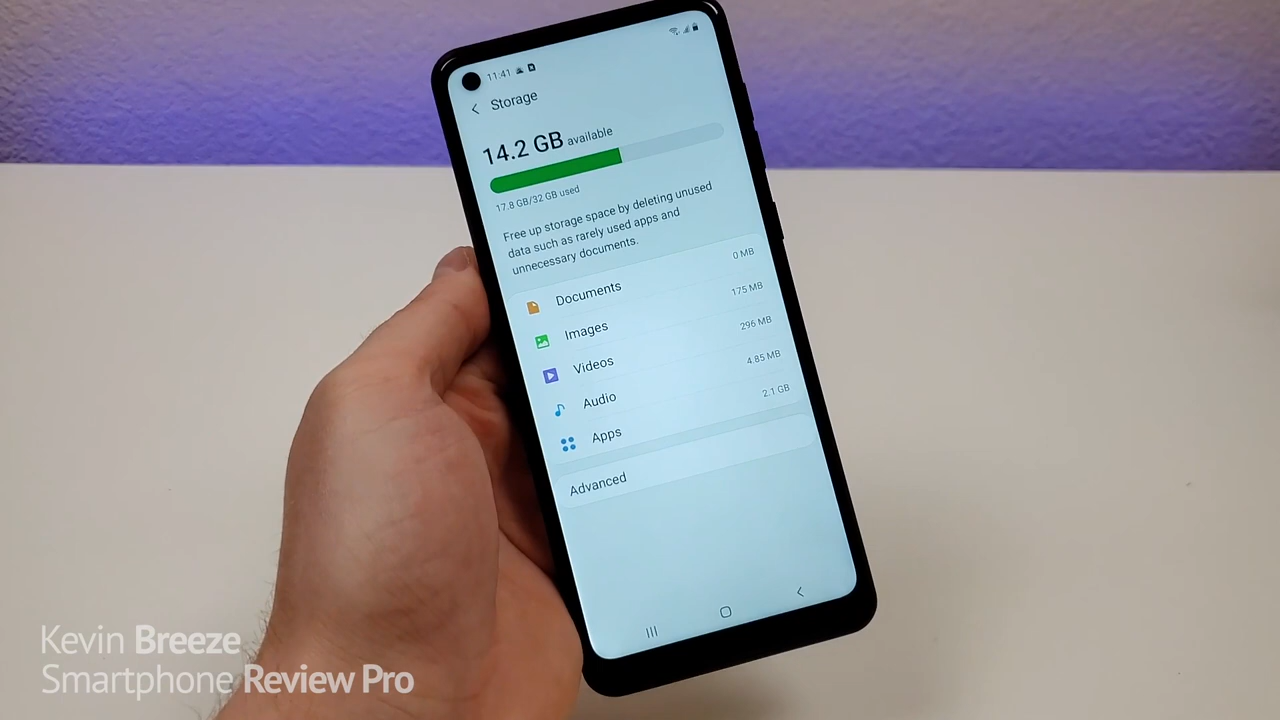 11:41
Storage
14.2 GB available
17.8 GB/32 GB used
Free up storage space by deleting unused
data such as rarely used apps and
unnecessary documents.
Documents 0 MB
Images 175 MB
Videos 296 MB
Audio 4.85 MB
Apps 2.1 GB
Advanced
Kevin Breeze
Smartphone Review Pro